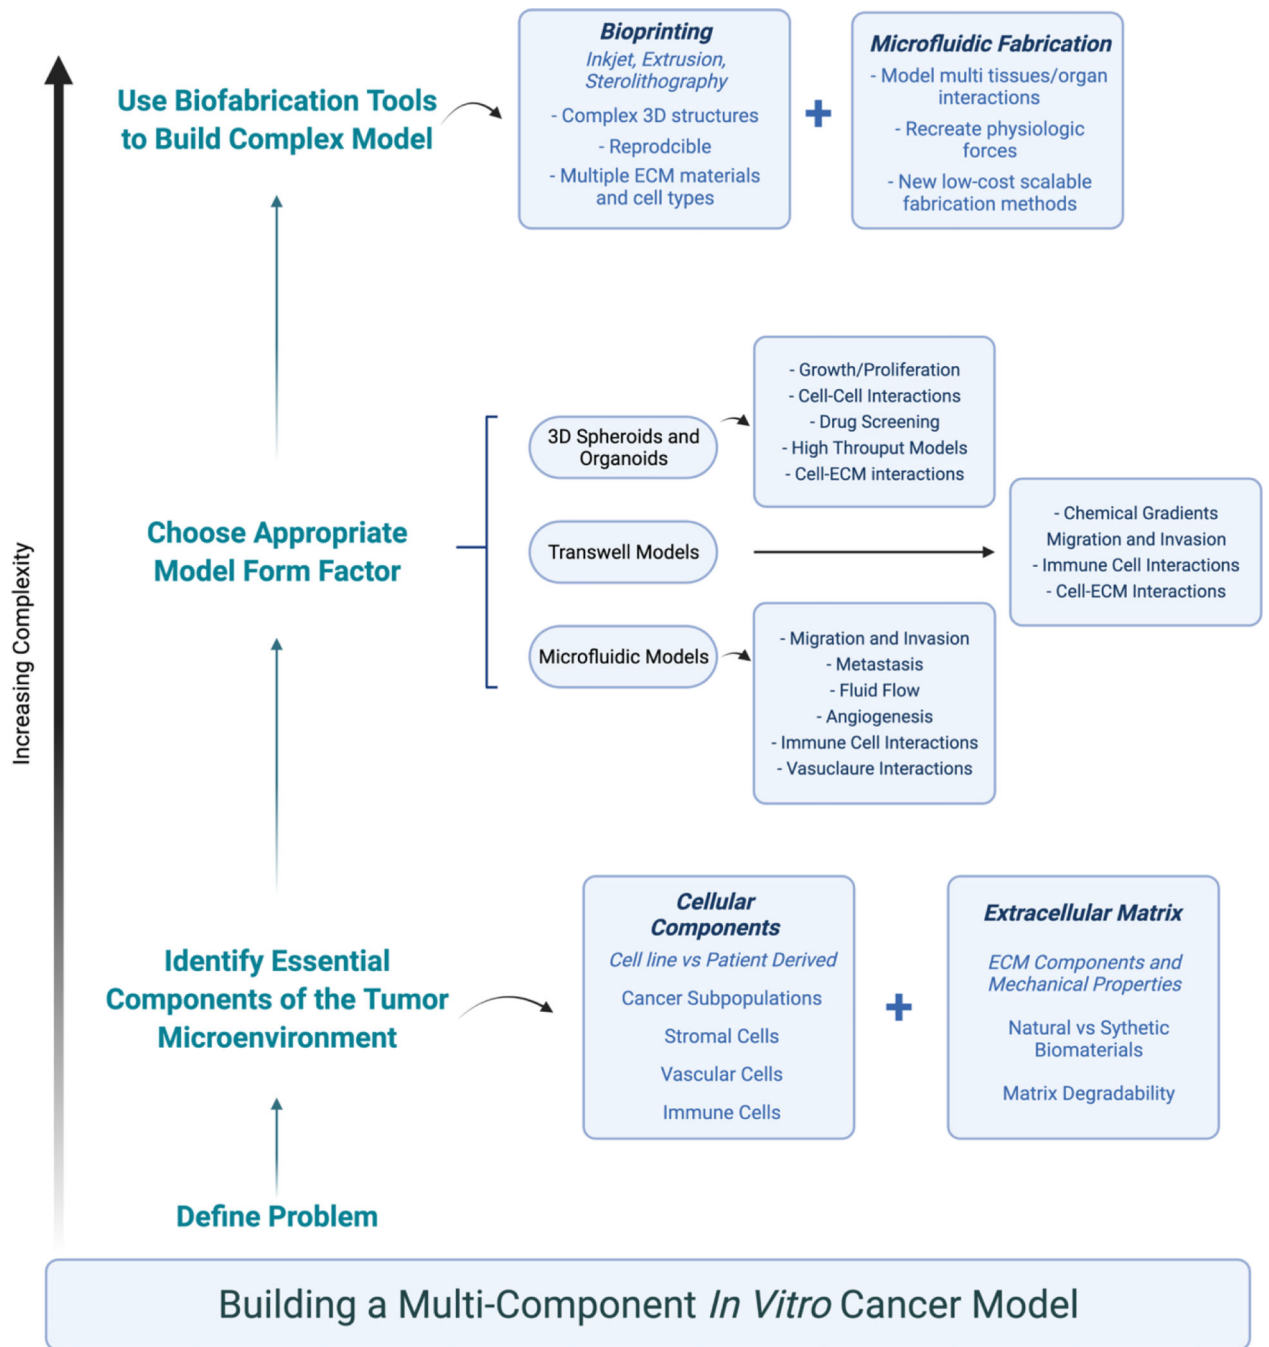 Bioprinting
Inkjet, Extrusion,
Sterolithography
- Complex 3D structures
- Reprodcible
- Multiple ECM materials
and cell types
+
Microfluidic Fabrication
- Model multi tissues/organ
interactions
- Recreate physiologic
forces
- New low-cost scalable
fabrication methods
Use Biofabrication Tools
to Build Complex Model
Increasing Complexity
Choose Appropriate
Model Form Factor
3D Spheroids and
Organoids
- Growth/Proliferation
- Cell-Cell Interactions
- Drug Screening
- High Throuput Models
- Cell-ECM interactions
Transwell Models
- Chemical Gradients
Migration and Invasion
- Immune Cell Interactions
- Cell-ECM Interactions
Microfluidic Models
- Migration and Invasion
- Metastasis
- Fluid Flow
- Angiogenesis
- Immune Cell Interactions
- Vasuclaure Interactions
Identify Essential
Components of the Tumor
Microenvironment
Cellular
Components
Cell line vs Patient Derived
Cancer Subpopulations
Stromal Cells
Vascular Cells
Immune Cells
+
Extracellular Matrix
ECM Components and
Mechanical Properties
Natural vs Sythetic
Biomaterials
Matrix Degradability
Define Problem
Building a Multi-Component In Vitro Cancer Model